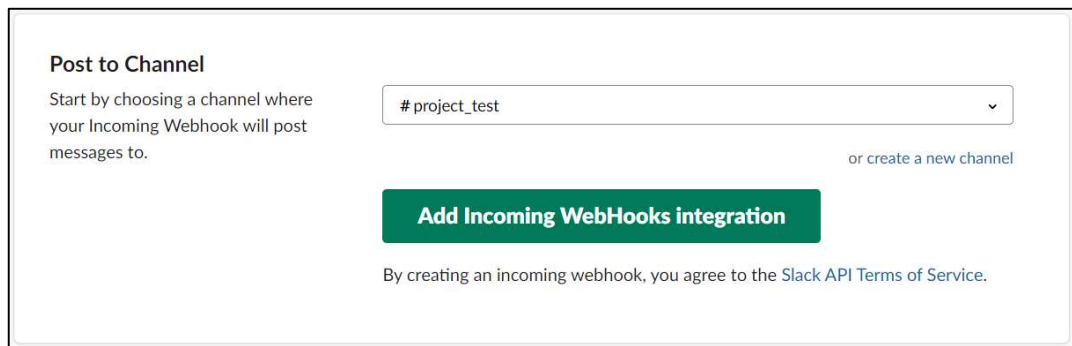 Post to Channel
Start by choosing a channel where
your Incoming Webhook will post
messages to.
# project_test
or create a new channel
Add Incoming WebHooks integration
By creating an incoming webhook, you agree to the Slack API Terms of Service.